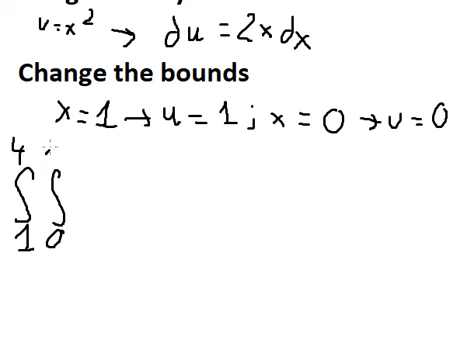 u=x² → du = 2x dx
Change the bounds
x = 1 → u = 1 ; x = 0 → u = 0
4
∫ ∫
1 0